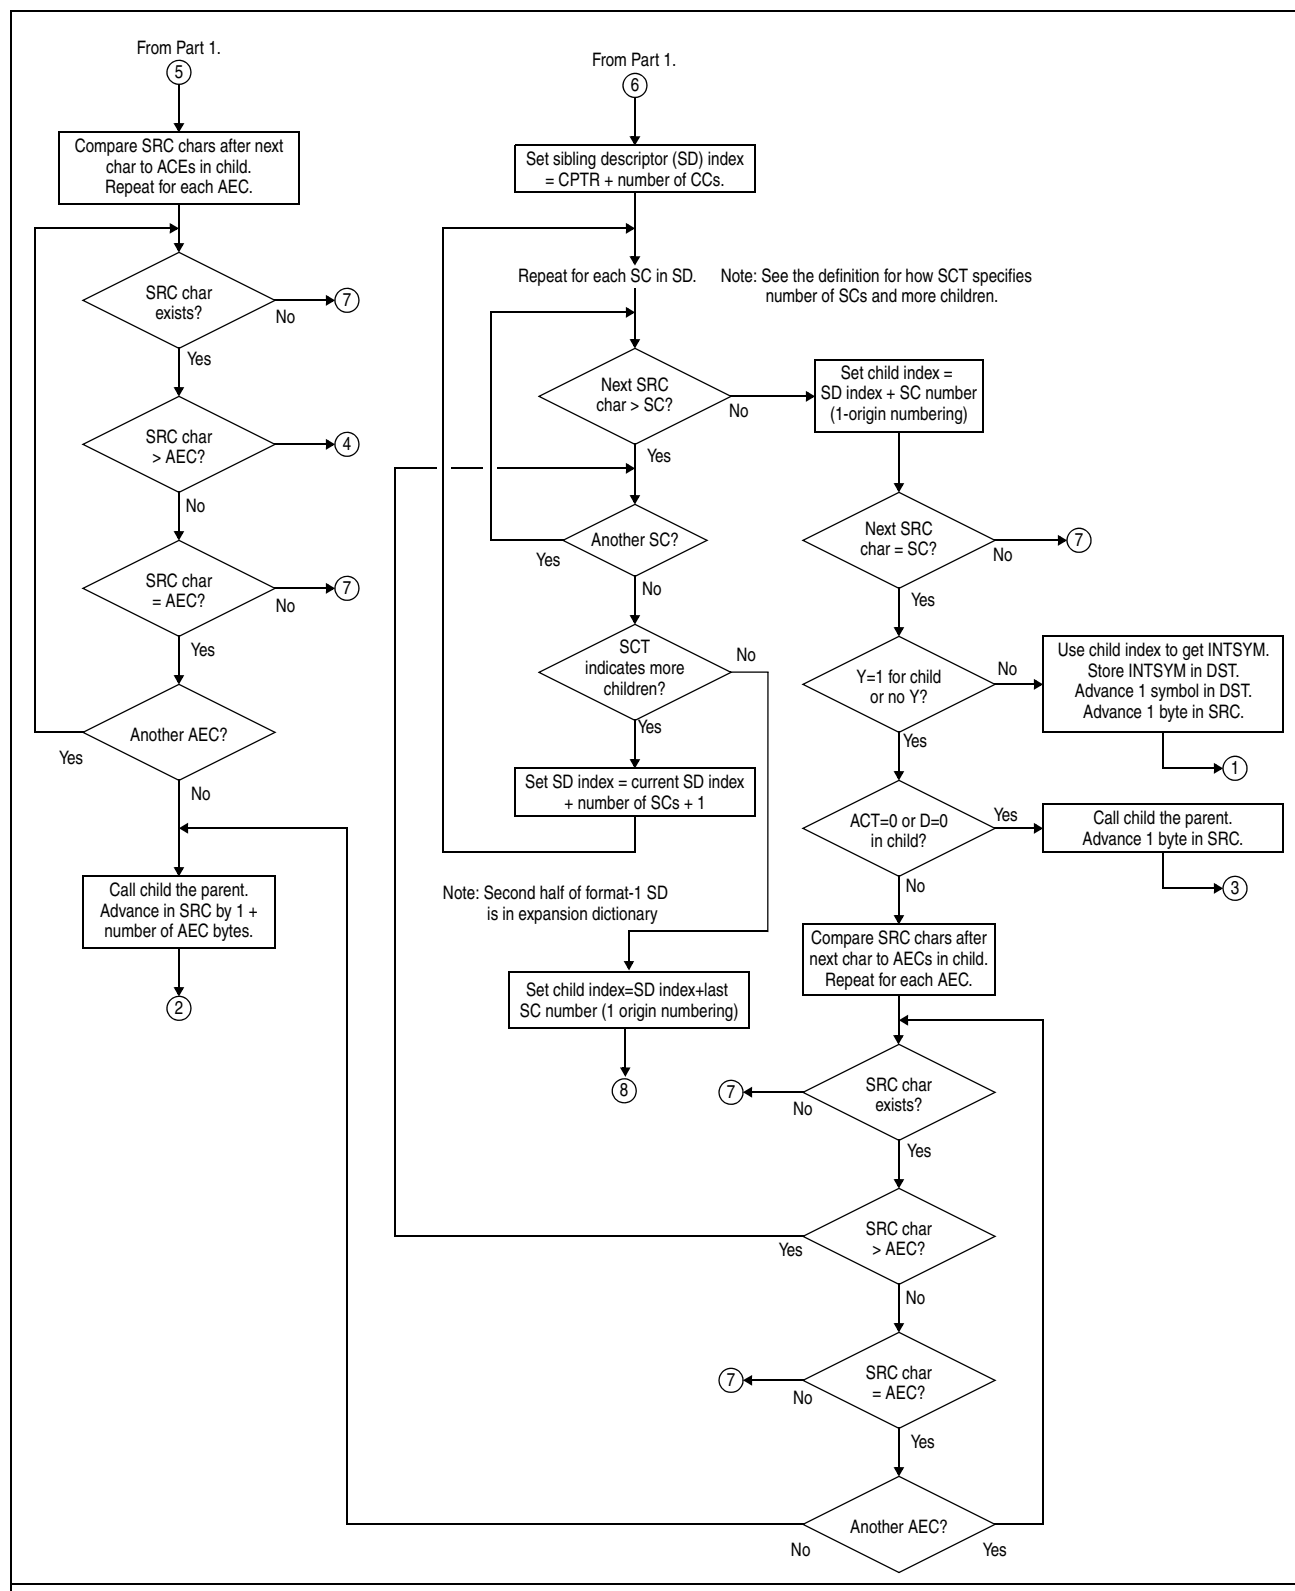 From Part 1.
5
Compare SRC chars after next
char to ACEs in child.
Repeat for each AEC.
SRC char
exists?
No
7
Yes
SRC char
> AEC?
4
No
SRC char
= AEC?
No
7
Yes
Another AEC?
Yes
No
Call child the parent.
Advance in SRC by 1 +
number of AEC bytes.
2
From Part 1.
6
Set sibling descriptor (SD) index
= CPTR + number of CCs.
Repeat for each SC in SD.
Note: See the definition for how SCT specifies
number of SCs and more children.
Next SRC
char > SC?
No
Yes
Another SC?
Yes
No
SCT
indicates more
children?
No
Yes
Set SD index = current SD index
+ number of SCs + 1
Note: Second half of format-1 SD
is in expansion dictionary
Set child index=SD index+last
SC number (1 origin numbering)
8
Set child index =
SD index + SC number
(1-origin numbering)
Next SRC
char = SC?
No
7
Yes
Y=1 for child
or no Y?
No
Use child index to get INTSYM.
Store INTSYM in DST.
Advance 1 symbol in DST.
Advance 1 byte in SRC.
1
Yes
ACT=0 or D=0
in child?
Yes
Call child the parent.
Advance 1 byte in SRC.
3
No
Compare SRC chars after
next char to AECs in child.
Repeat for each AEC.
SRC char
exists?
7
No
Yes
SRC char
> AEC?
Yes
No
SRC char
= AEC?
7
No
Yes
Another AEC?
No
Yes